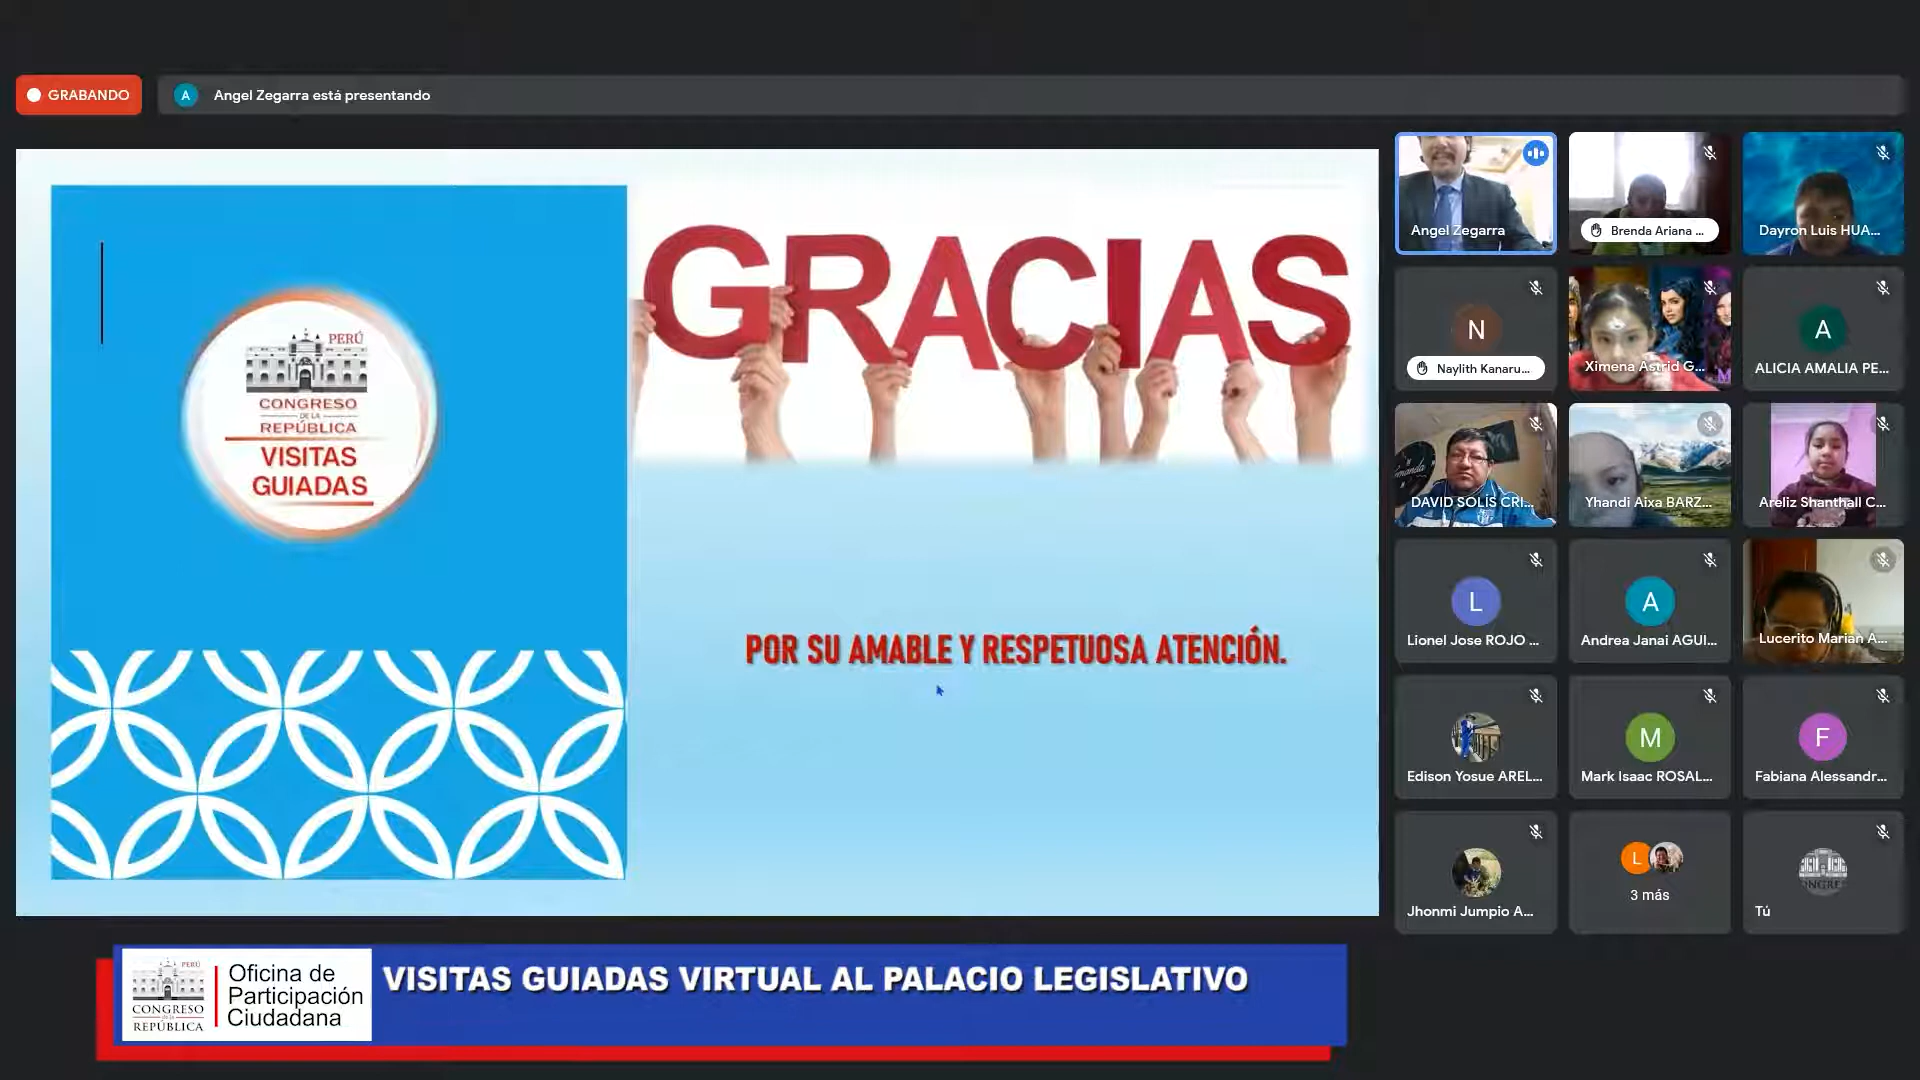 GRABANDO
A
Angel Zegarra está presentando
PERÚ
CONGRESO
DE LA
REPÚBLICA
VISITAS
GUIADAS
GRACIAS
POR SU AMABLE Y RESPETUOSA ATENCIÓN.
Angel Zegarra
Brenda Ariana ...
Dayron Luis HUA...
N
Naylith Kanaru...
Ximena Astrid G...
A
ALICIA AMALIA PE...
DAVID SOLIS CRI...
Yhandi Aixa BARZ...
Areliz Shanthall C...
L
Lionel Jose ROJO ...
A
Andrea Janai AGUI...
Lucerito Marian A...
Edison Yosue AREL...
M
Mark Isaac ROSAL...
F
Fabiana Alessandr...
Jhonmi Jumpio A...
L
3 más
Tú
PERÚ
CONGRESO
REPÚBLICA
Oficina de
Participación
Ciudadana
VISITAS GUIADAS VIRTUAL AL PALACIO LEGISLATIVO